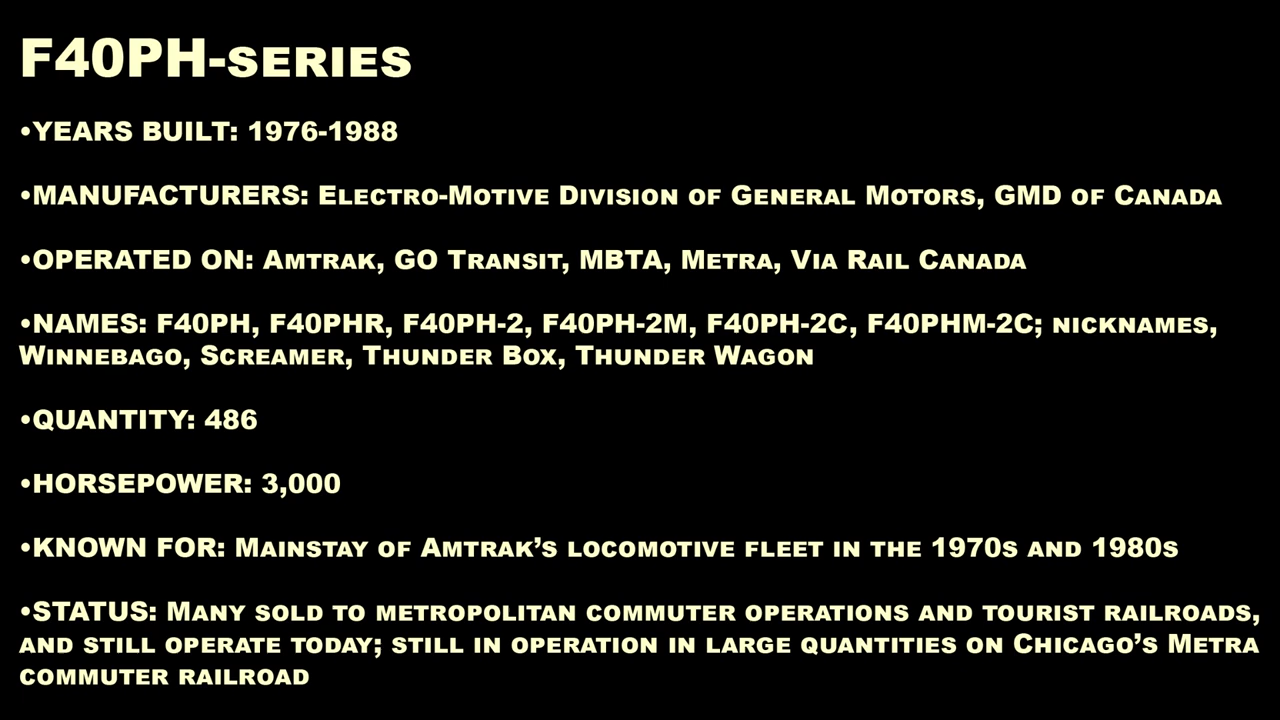 F40PH-series
•YEARS BUILT: 1976-1988
•MANUFACTURERS: Electro-Motive Division of General Motors, GMD of Canada
•OPERATED ON: Amtrak, GO Transit, MBTA, Metra, Via Rail Canada
•NAMES: F40PH, F40PHR, F40PH-2, F40PH-2M, F40PH-2C, F40PHM-2C; nicknames,
Winnebago, Screamer, Thunder Box, Thunder Wagon
•QUANTITY: 486
•HORSEPOWER: 3,000
•KNOWN FOR: Mainstay of Amtrak’s locomotive fleet in the 1970s and 1980s
•STATUS: Many sold to metropolitan commuter operations and tourist railroads,
and still operate today; still in operation in large quantities on Chicago’s Metra
commuter railroad